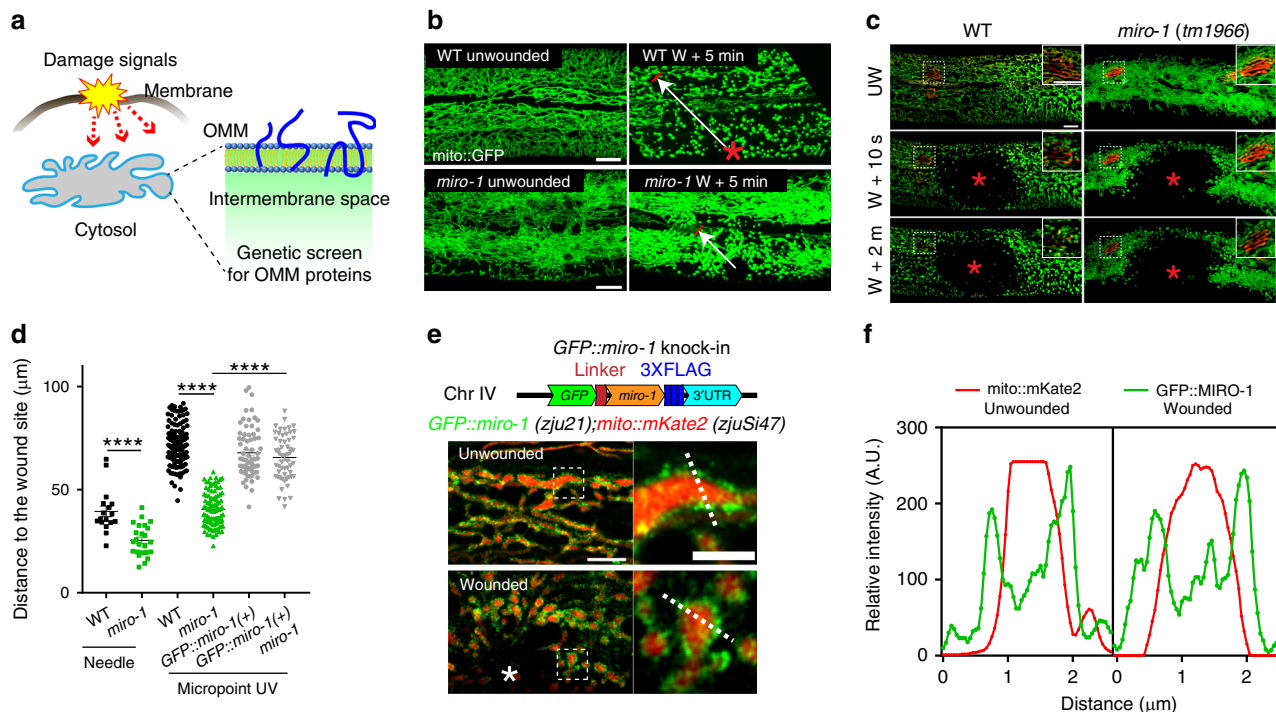 a
Damage signals
Membrane
OMM
Intermembrane space
Cytosol
Genetic screen
for OMM proteins
b
WT unwounded
WT W + 5 min
mito::GFP
miro-1 unwounded
miro-1 W + 5 min
c
WT
miro-1 (tm1966)
UW
W + 10 s
W + 2 m
d
Distance to the wound site (μm)
100
50
0
****
****
****
WT
miro-1
WT
miro-1
GFP::miro-1(+)
GFP::miro-1(+)
miro-1
Needle
Micropoint UV
e
GFP::miro-1 knock-in
Linker
3XFLAG
Chr IV
GFP
miro-1
3′UTR
GFP::miro-1 (zju21);mito::mKate2 (zjuSi47)
Unwounded
Wounded
f
mito::mKate2
GFP::MIRO-1
Unwounded
Wounded
Relative intensity (A.U.)
300
200
100
0
0
1
2
0
1
2
Distance (μm)